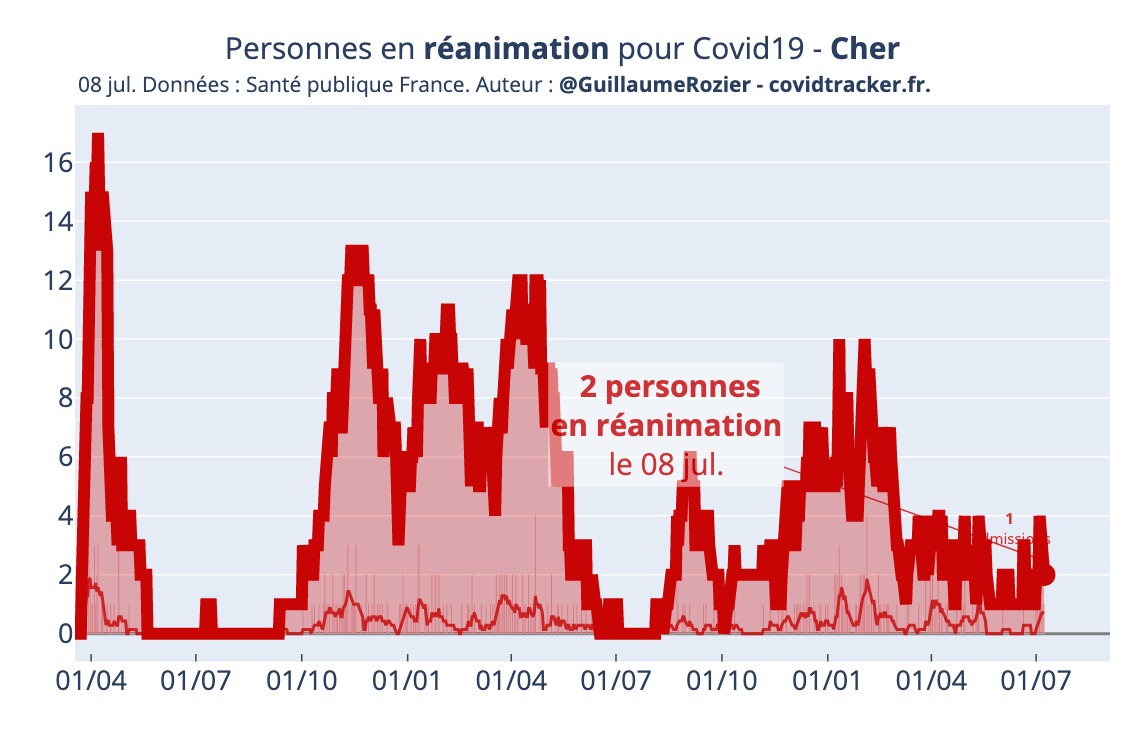 Personnes en réanimation pour Covid19 - Cher
08 jul. Données : Santé publique France. Auteur : @GuillaumeRozier - covidtracker.fr.
16
14
12
10
8
6
4
2
0
2 personnes
en réanimation
le 08 jul.
1
admissions
01/04 01/07 01/10 01/01 01/04 01/07 01/10 01/01 01/04 01/07